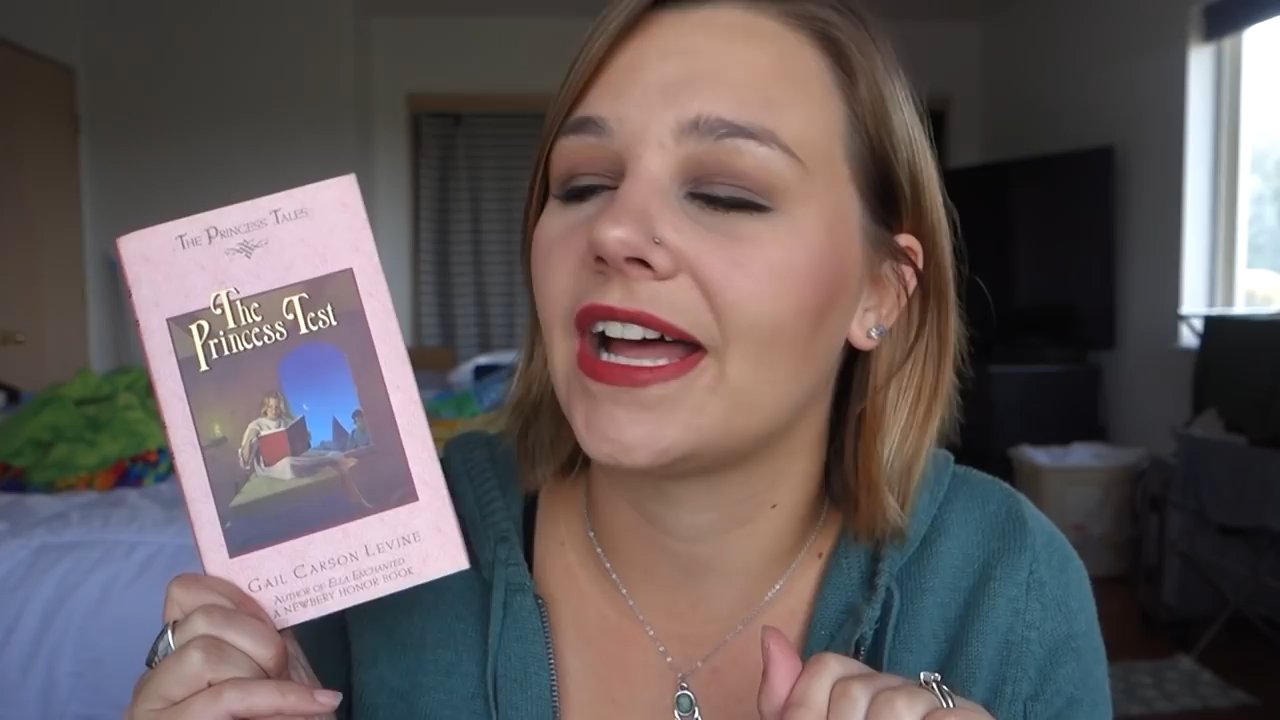 THE PRINCESS TALES
The
Princess Test
GAIL CARSON LEVINE
AUTHOR OF ELLA ENCHANTED
A NEWBERY HONOR BOOK